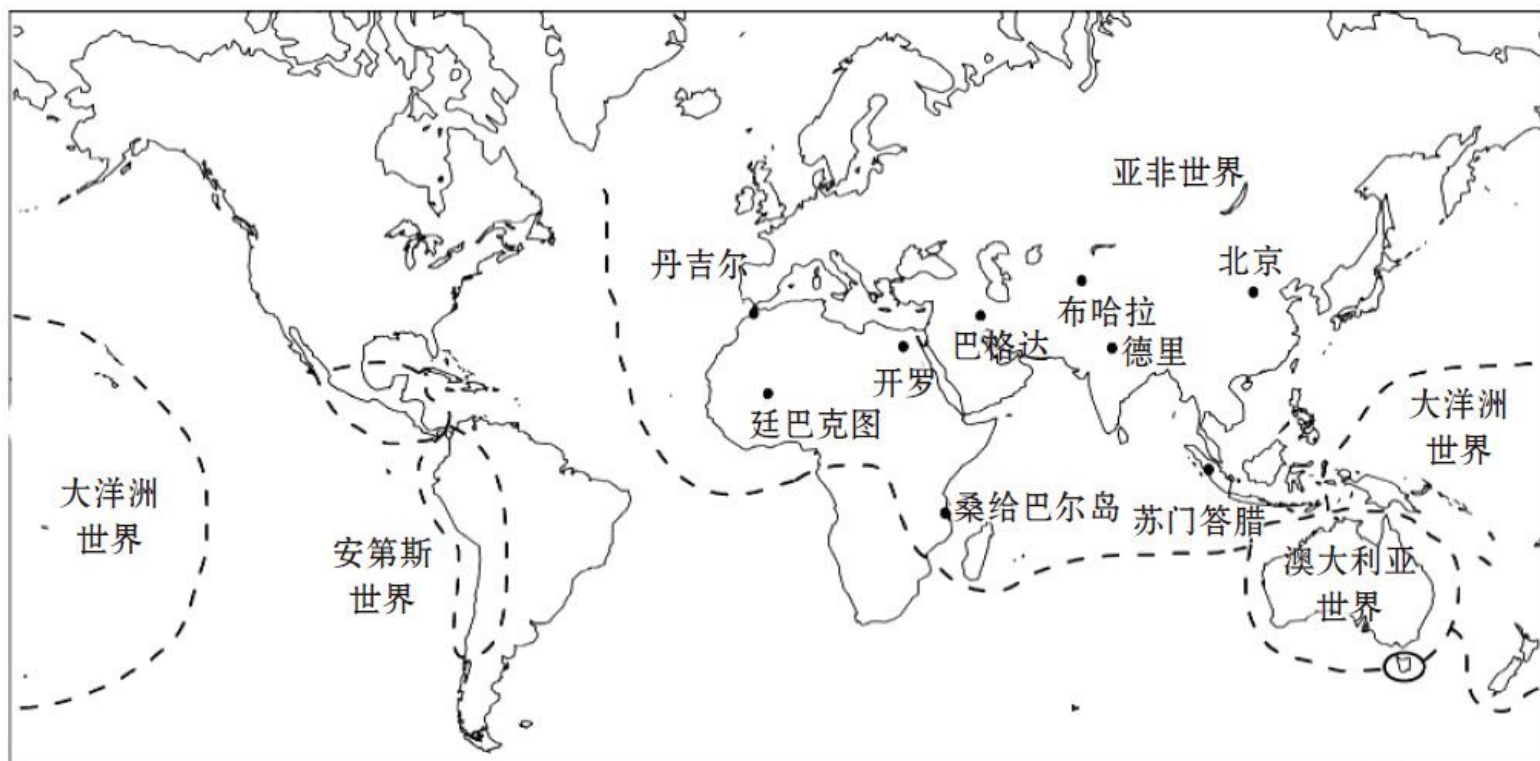 亚非世界
丹吉尔
北京
布哈拉
巴格达
德里
开罗
廷巴克图
大洋洲
世界
大洋洲
世界
桑给巴尔岛
苏门答腊
安第斯
世界
澳大利亚
世界